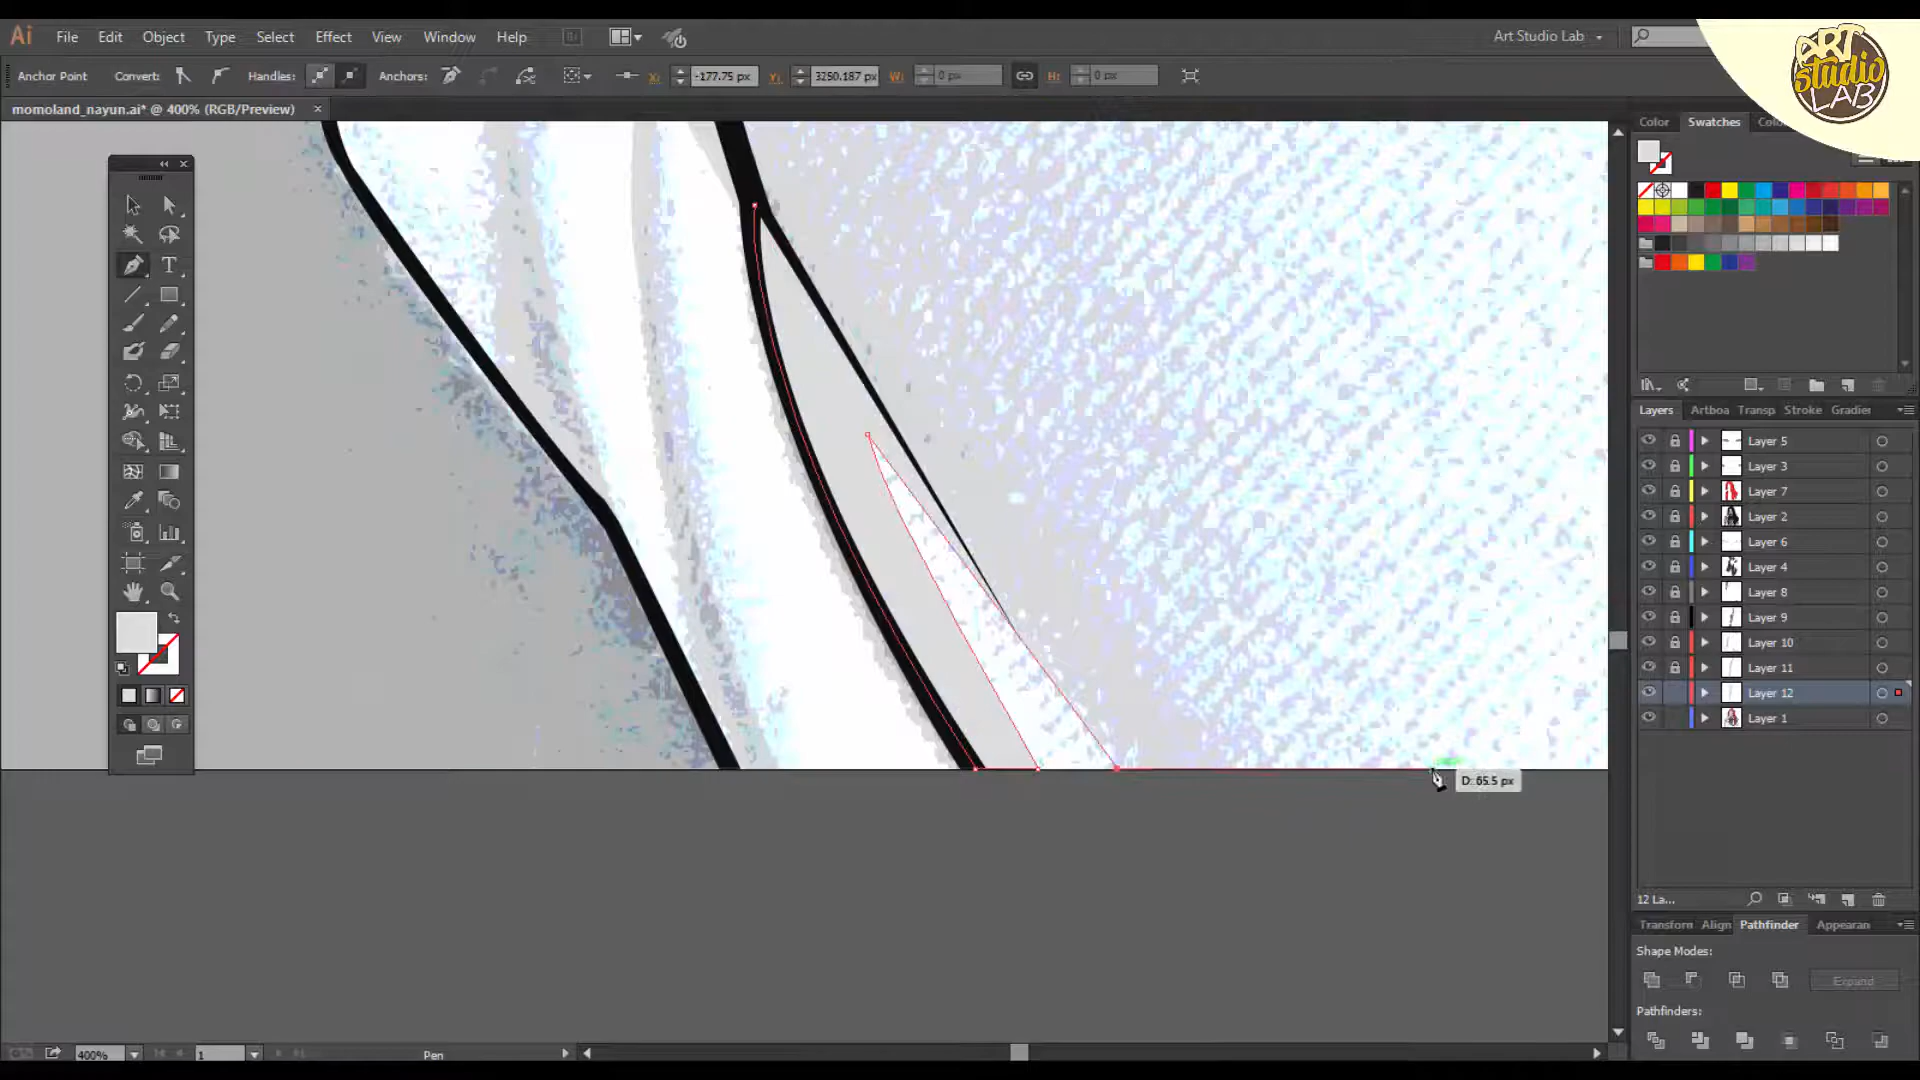 Ai File Edit Object Type Select Effect View Window Help Br Art Studio Lab
ART Studio LAB
Anchor Point Convert: Handles: Anchors: X: -177.75 px Y: 3250.187 px W: 0 px H: 0 px
momoland_nayun.ai* @ 400% (RGB/Preview) ×
Color Swatches
Layers Artboa Transp Stroke Gradier
Layer 5
Layer 3
Layer 7
Layer 2
Layer 6
Layer 4
Layer 8
Layer 9
Layer 10
Layer 11
Layer 12
Layer 1
D: 65.5 px
12 La...
Transform Align Pathfinder Appearan
Shape Modes:
Expand
Pathfinders:
400% 1 Pen